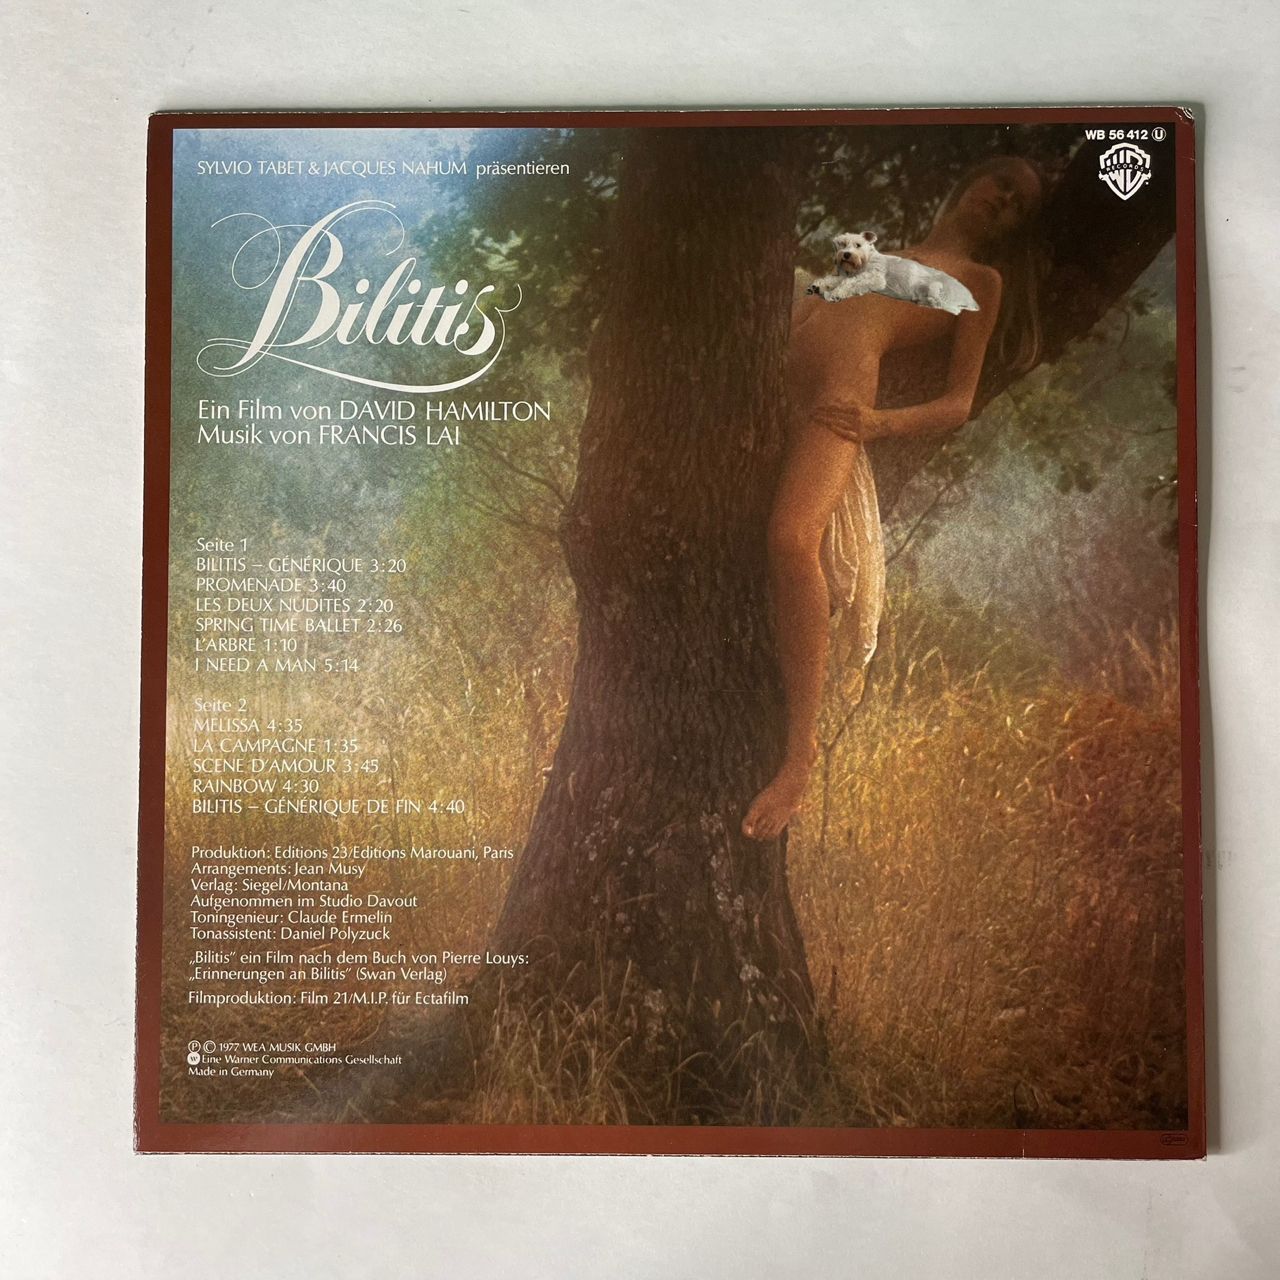 WB 56 412 Ⓤ
WB
RECORDS
SYLVIO TABET & JACQUES NAHUM präsentieren
Bilitis
Ein Film von DAVID HAMILTON
Musik von FRANCIS LAI
Seite 1
BILITIS – GÉNÉRIQUE 3:20
PROMENADE 3:40
LES DEUX NUDITES 2:20
SPRING TIME BALLET 2:26
L'ARBRE 1:10
I NEED A MAN 5:14
Seite 2
MELISSA 4:35
LA CAMPAGNE 1:35
SCENE D'AMOUR 3:45
RAINBOW 4:30
BILITIS – GÉNÉRIQUE DE FIN 4:40
Produktion: Editions 23/Editions Marouani, Paris
Arrangements: Jean Musy
Verlag: Siegel/Montana
Aufgenommen im Studio Davout
Toningenieur: Claude Ermelin
Tonassistent: Daniel Polyzuck
„Bilitis“ ein Film nach dem Buch von Pierre Louys:
„Erinnerungen an Bilitis“ (Swan Verlag)
Filmproduktion: Film 21/M.I.P. für Ectafilm
Ⓟ © 1977 WEA MUSIK GMBH
Eine Warner Communications Gesellschaft
Made in Germany